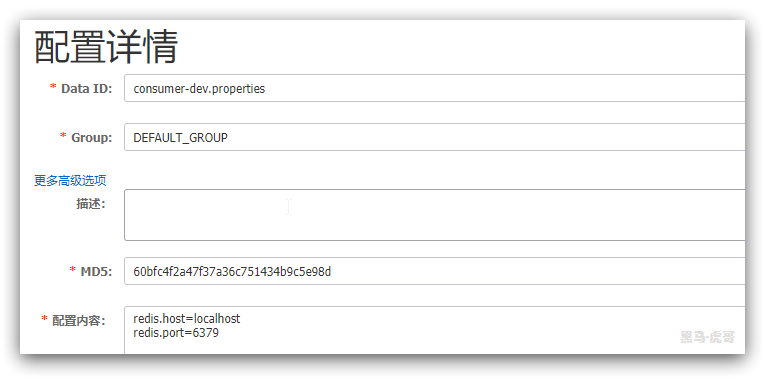 配置详情
* Data ID: consumer-dev.properties
* Group: DEFAULT_GROUP
更多高级选项
描述:
* MD5: 60bfc4f2a47f37a36c751434b9c5e98d
* 配置内容: redis.host=localhost
redis.port=6379
黑马-虎哥